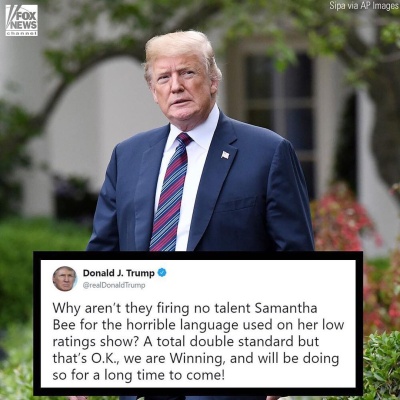 FOX
NEWS
channel
Sipa via AP Images
Donald J. Trump
@realDonaldTrump
Why aren't they firing no talent Samantha
Bee for the horrible language used on her low
ratings show? A total double standard but
that's O.K., we are Winning, and will be doing
so for a long time to come!